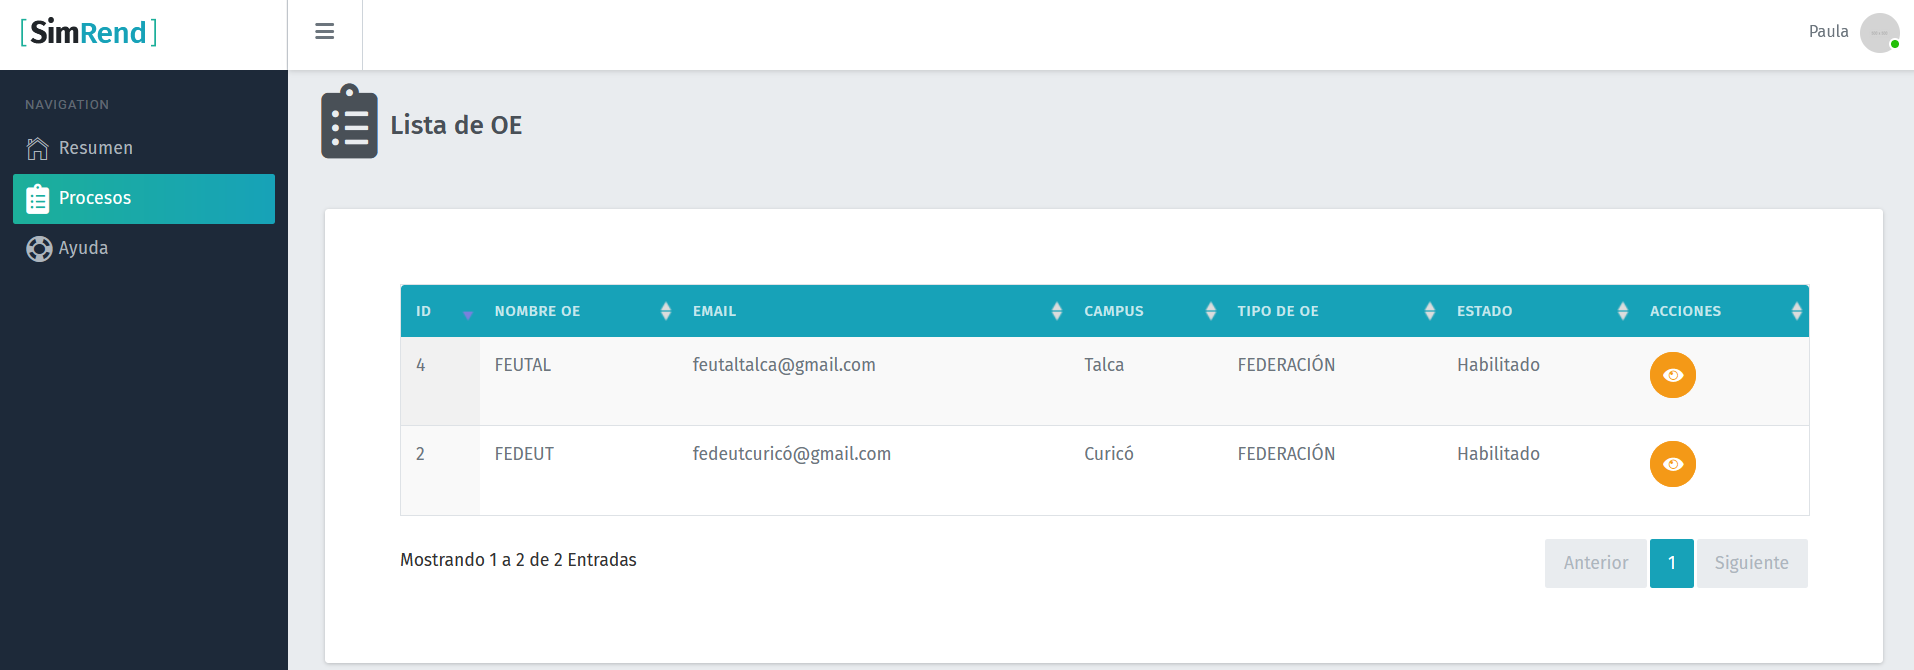 [SimRend]
Paula
NAVIGATION
Resumen
Procesos
Ayuda
Lista de OE
ID NOMBRE OE EMAIL CAMPUS TIPO DE OE ESTADO ACCIONES
4 FEUTAL feutaltalca@gmail.com Talca FEDERACIÓN Habilitado
2 FEDEUT fedeutcuricó@gmail.com Curicó FEDERACIÓN Habilitado
Mostrando 1 a 2 de 2 Entradas
Anterior 1 Siguiente